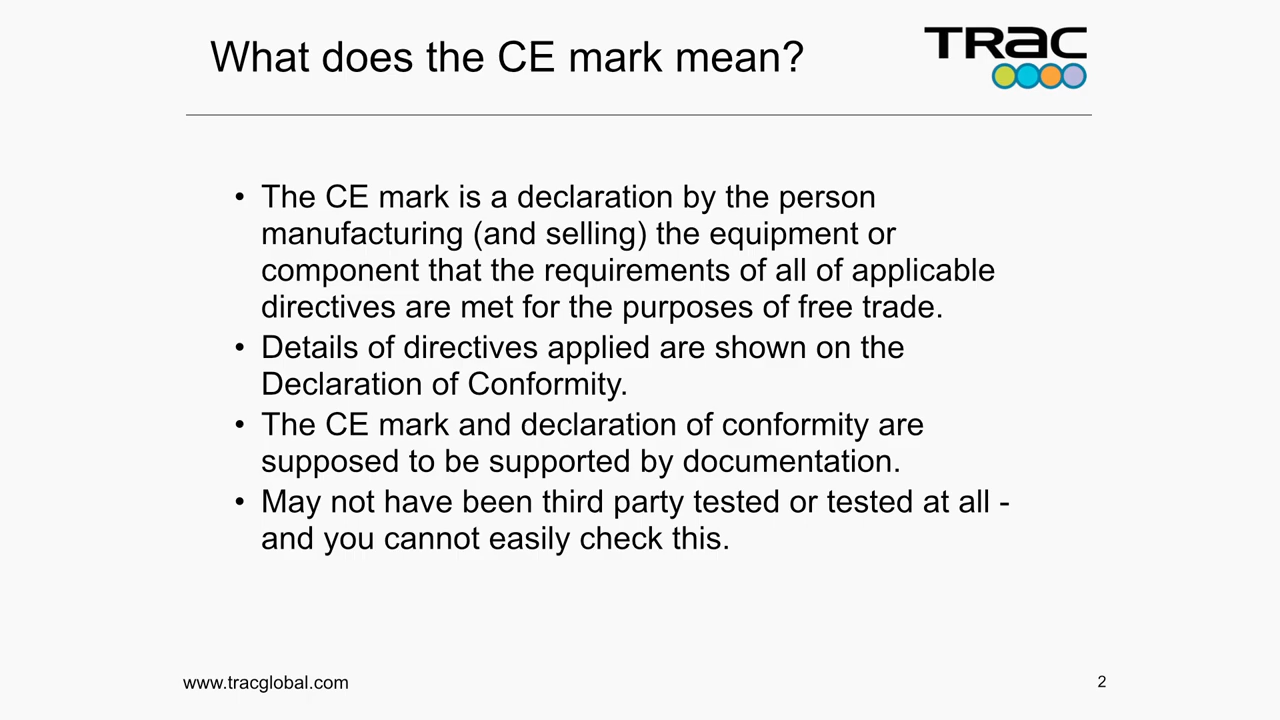 What does the CE mark mean?
TRAC
• The CE mark is a declaration by the person
manufacturing (and selling) the equipment or
component that the requirements of all of applicable
directives are met for the purposes of free trade.
• Details of directives applied are shown on the
Declaration of Conformity.
• The CE mark and declaration of conformity are
supposed to be supported by documentation.
• May not have been third party tested or tested at all -
and you cannot easily check this.
www.tracglobal.com
2